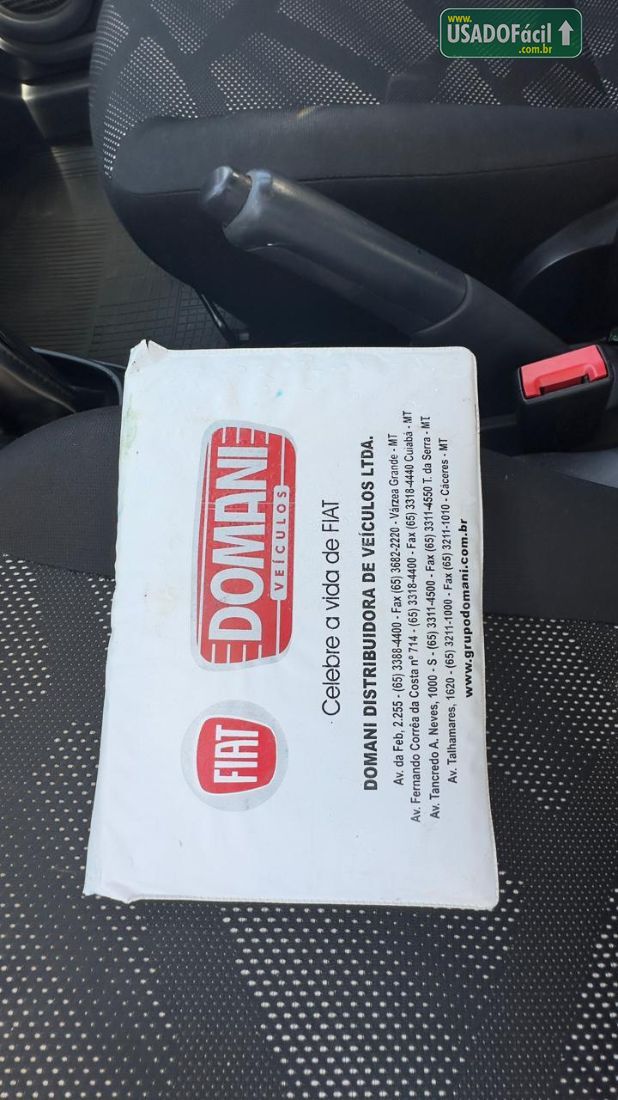 www.
USADOFácil
.com.br
FIAT
DOMANI
VEÍCULOS
Celebre a vida de FIAT
DOMANI DISTRIBUIDORA DE VEÍCULOS LTDA.
Av. da Feb, 2.255 - (65) 3388-4400 - Fax (65) 3682-2220 - Várzea Grande - MT
Av. Fernando Corrêa da Costa nº 714 - (65) 3318-4400 - Fax (65) 3318-4440 Cuiabá - MT
Av. Tancredo A. Neves, 1000 - S - (65) 3311-4500 - Fax (65) 3311-4550 T. da Serra - MT
Av. Talhamares, 1620 - (65) 3211-1000 - Fax (65) 3211-1010 - Cáceres - MT
www.grupodomani.com.br